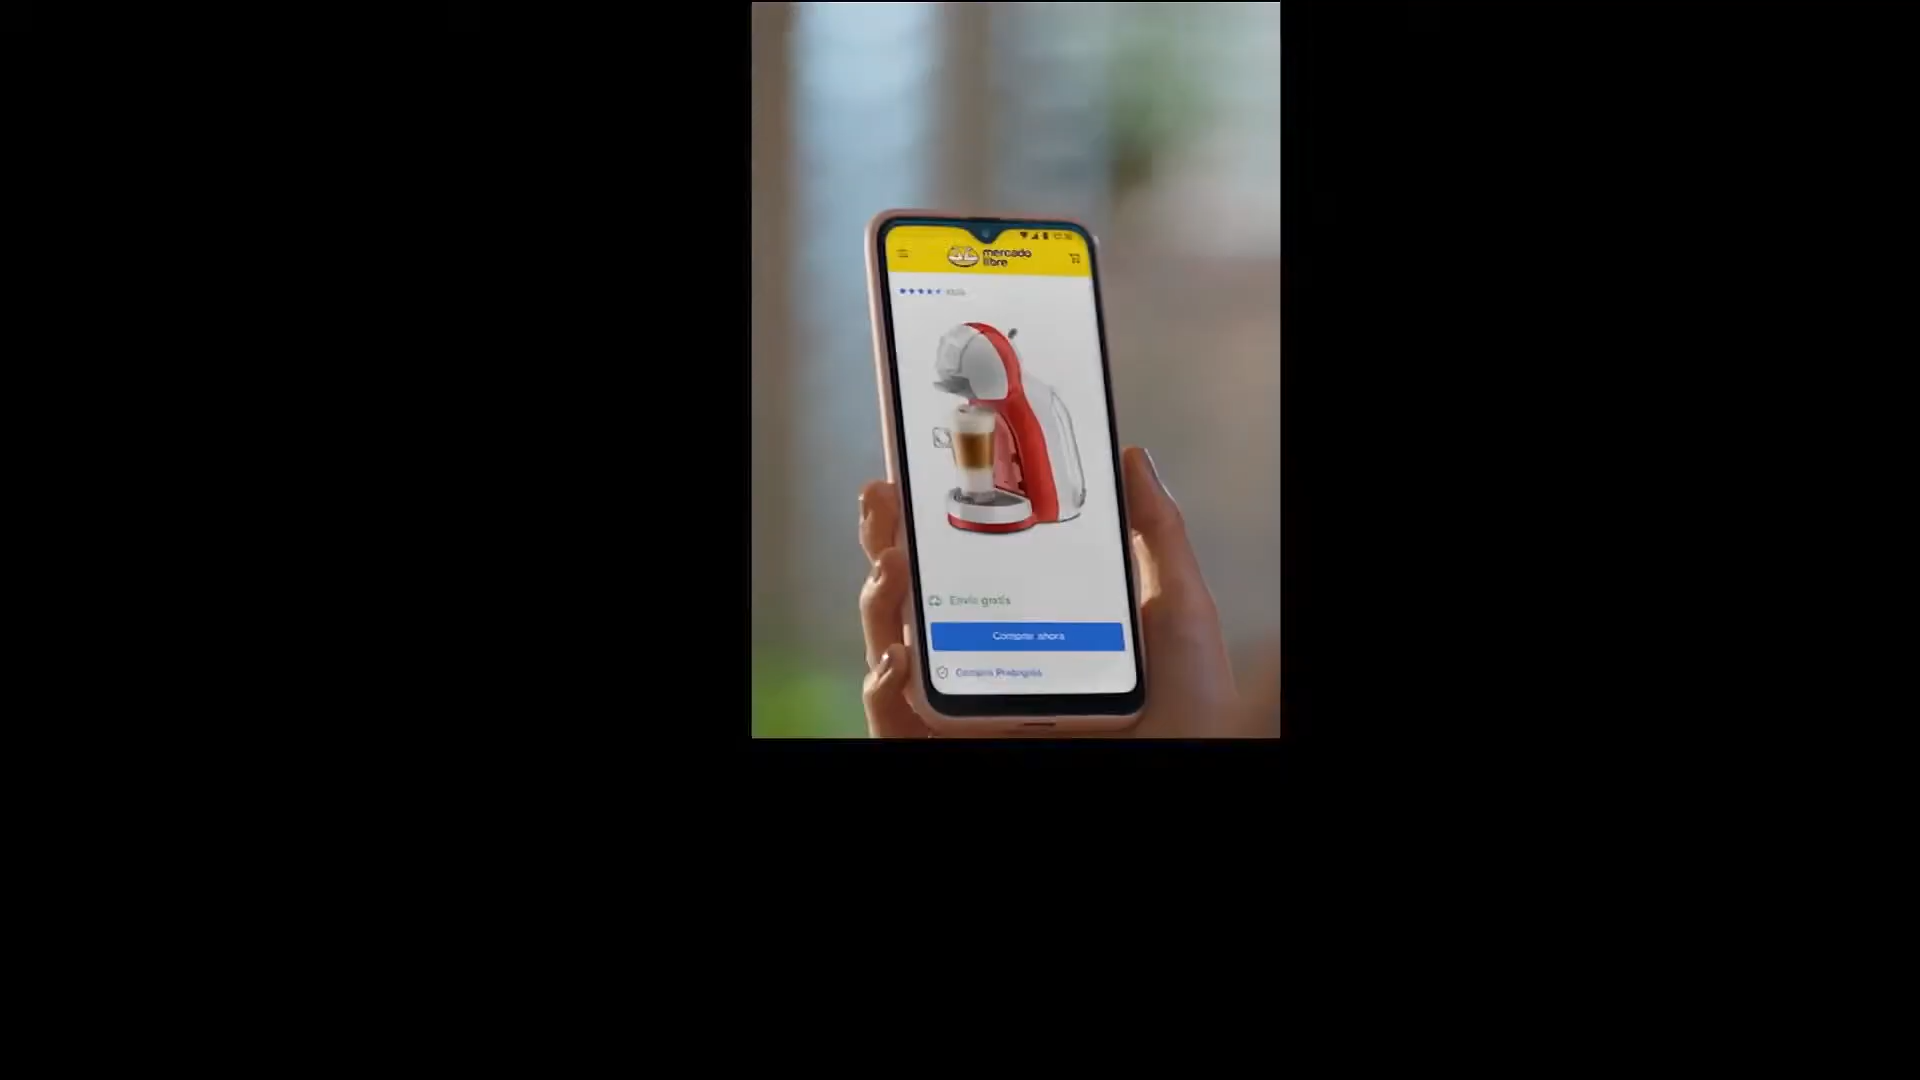 mercado
libre
Envío gratis
Comprar ahora
Compra Protegida